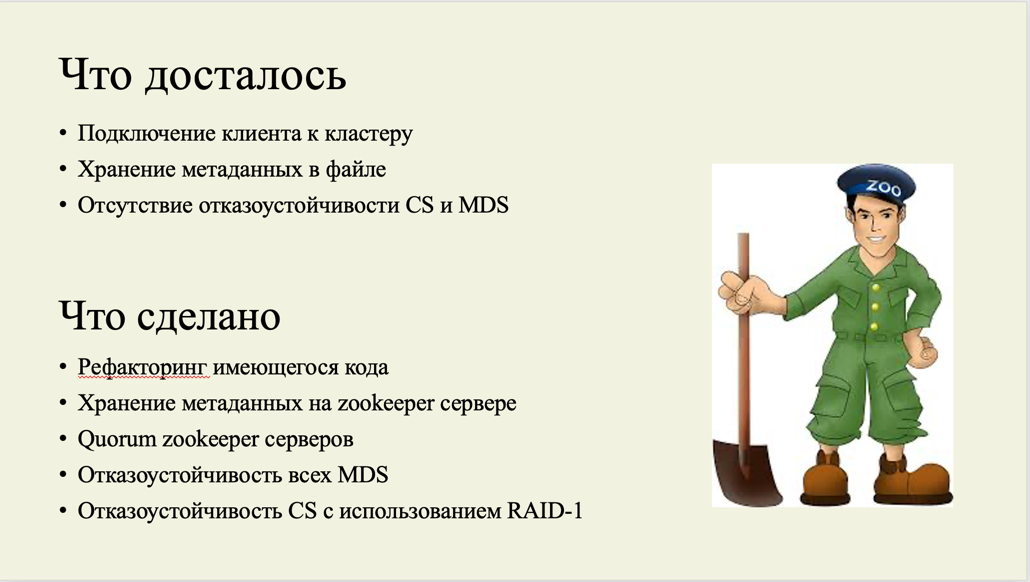 Что досталось
• Подключение клиента к кластеру
• Хранение метаданных в файле
• Отсутствие отказоустойчивости CS и MDS
ZOO
Что сделано
• Рефакторинг имеющегося кода
• Хранение метаданных на zookeeper сервере
• Quorum zookeeper серверов
• Отказоустойчивость всех MDS
• Отказоустойчивость CS с использованием RAID-1